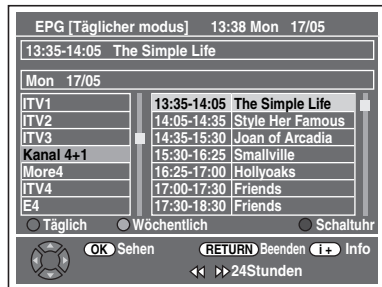 EPG [Täglicher modus] 13:38 Mon 17/05
13:35-14:05 The Simple Life
Mon 17/05
ITV1 13:35-14:05 The Simple Life
ITV2 14:05-14:35 Style Her Famous
ITV3 14:35-15:30 Joan of Arcadia
Kanal 4+1 15:30-16:25 Smallville
More4 16:25-17:00 Hollyoaks
ITV4 17:00-17:30 Friends
E4 17:30-18:30 Friends
Täglich Wöchentlich Schaltuhr
OK Sehen RETURN Beenden i+ Info
24Stunden